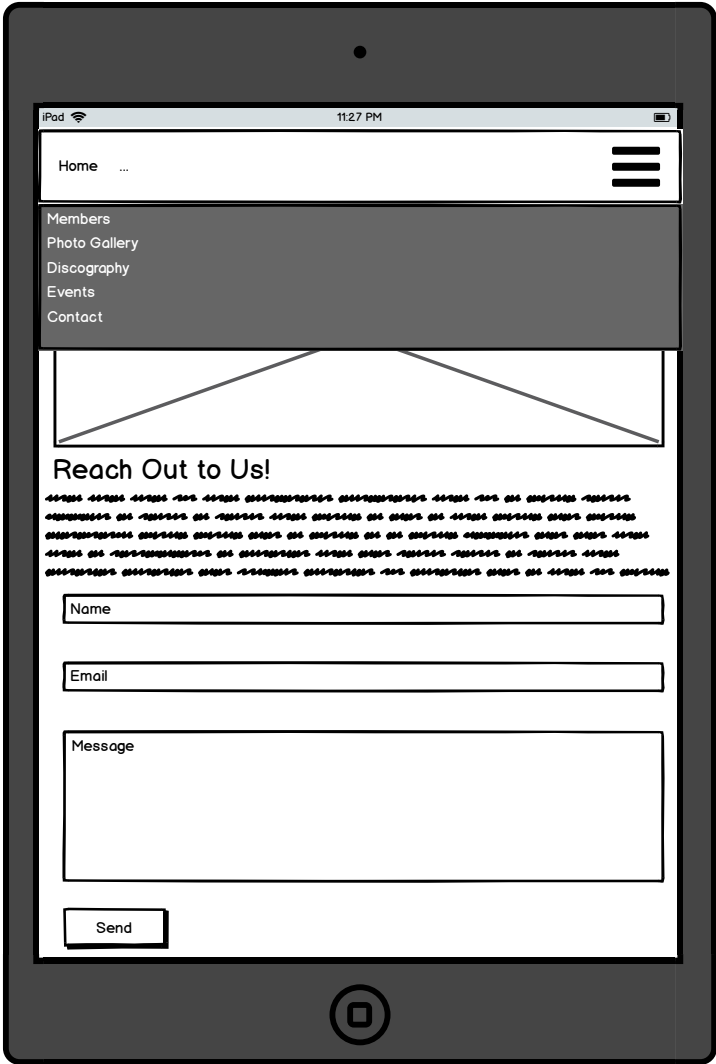 iPad 11:27 PM
Home ...
Members
Photo Gallery
Discography
Events
Contact
Reach Out to Us!
Name
Email
Message
Send